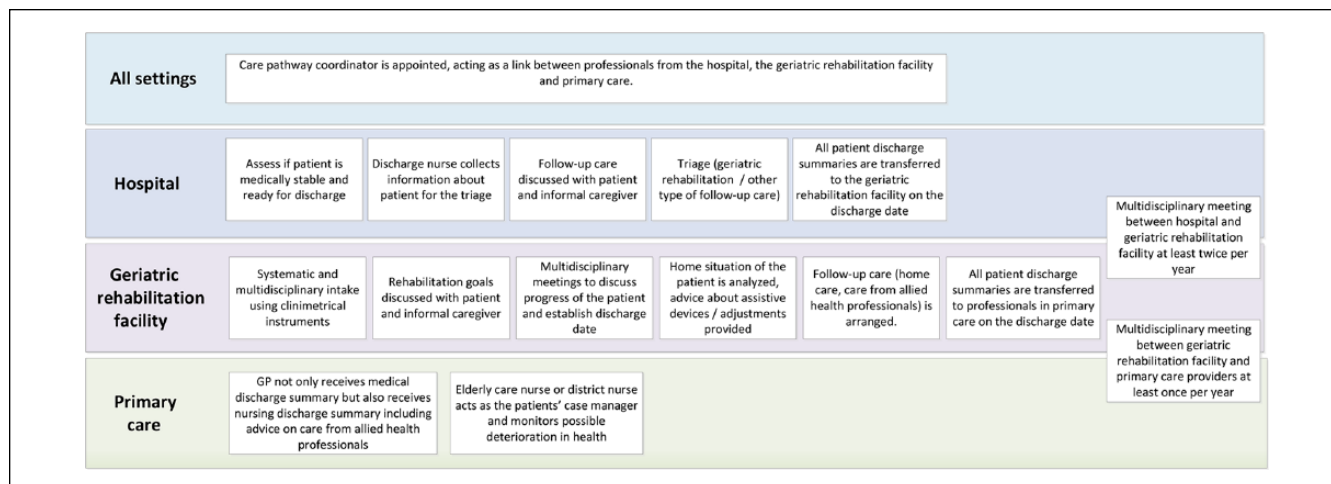 All settings
Care pathway coordinator is appointed, acting as a link between professionals from the hospital, the geriatric rehabilitation facility
and primary care.
Hospital
Assess if patient is
medically stable and
ready for discharge
Discharge nurse collects
information about
patient for the triage
Follow-up care
discussed with patient
and informal caregiver
Triage (geriatric
rehabilitation / other
type of follow-up care)
All patient discharge
summaries are transferred
to the geriatric
rehabilitation facility on the
discharge date
Multidisciplinary meeting
between hospital and
geriatric rehabilitation
facility at least twice per
year
Geriatric
rehabilitation
facility
Systematic and
multidisciplinary intake
using clinimetrical
instruments
Rehabilitation goals
discussed with patient
and informal caregiver
Multidisciplinary
meetings to discuss
progress of the patient
and establish discharge
date
Home situation of the
patient is analyzed,
advice about assistive
devices / adjustments
provided
Follow-up care (home
care, care from allied
health professionals) is
arranged.
All patient discharge
summaries are transferred
to professionals in primary
care on the discharge date
Multidisciplinary meeting
between geriatric
rehabilitation facility and
primary care providers at
least once per year
Primary
care
GP not only receives medical
discharge summary but also receives
nursing discharge summary including
advice on care from allied health
professionals
Elderly care nurse or district nurse
acts as the patients' case manager
and monitors possible
deterioration in health